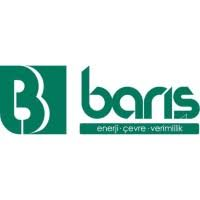 B
barış
enerji · çevre · verimlilik